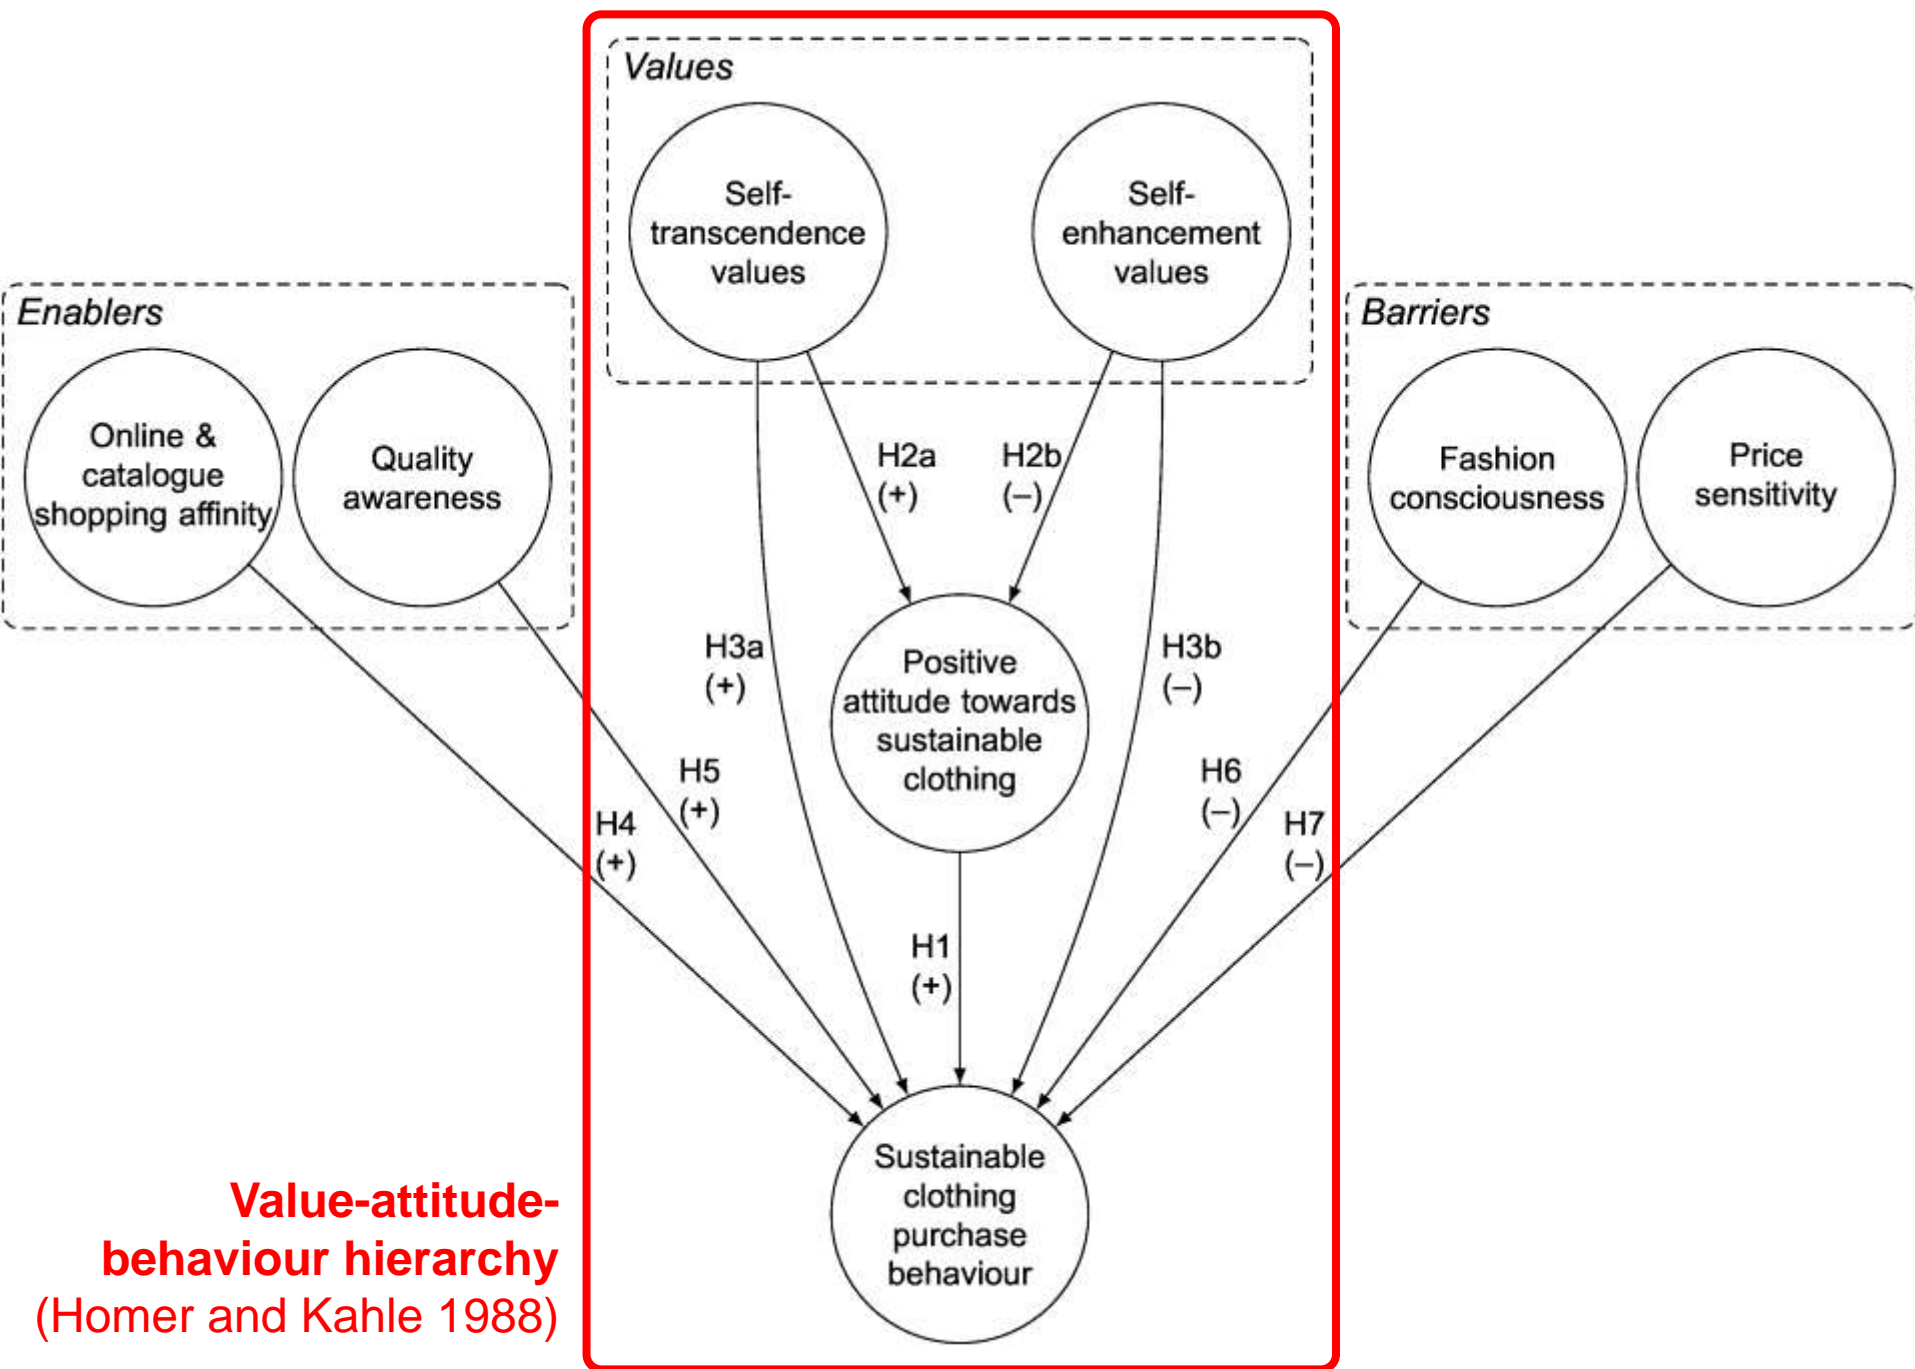 Values
Self-
transcendence
values
Self-
enhancement
values
Enablers
Online &
catalogue
shopping affinity
Quality
awareness
Barriers
Fashion
consciousness
Price
sensitivity
H2a
(+)
H2b
(–)
H3a
(+)
Positive
attitude towards
sustainable
clothing
H3b
(–)
H5
(+)
H4
(+)
H6
(–)
H7
(–)
H1
(+)
Sustainable
clothing
purchase
behaviour
Value-attitude-
behaviour hierarchy
(Homer and Kahle 1988)